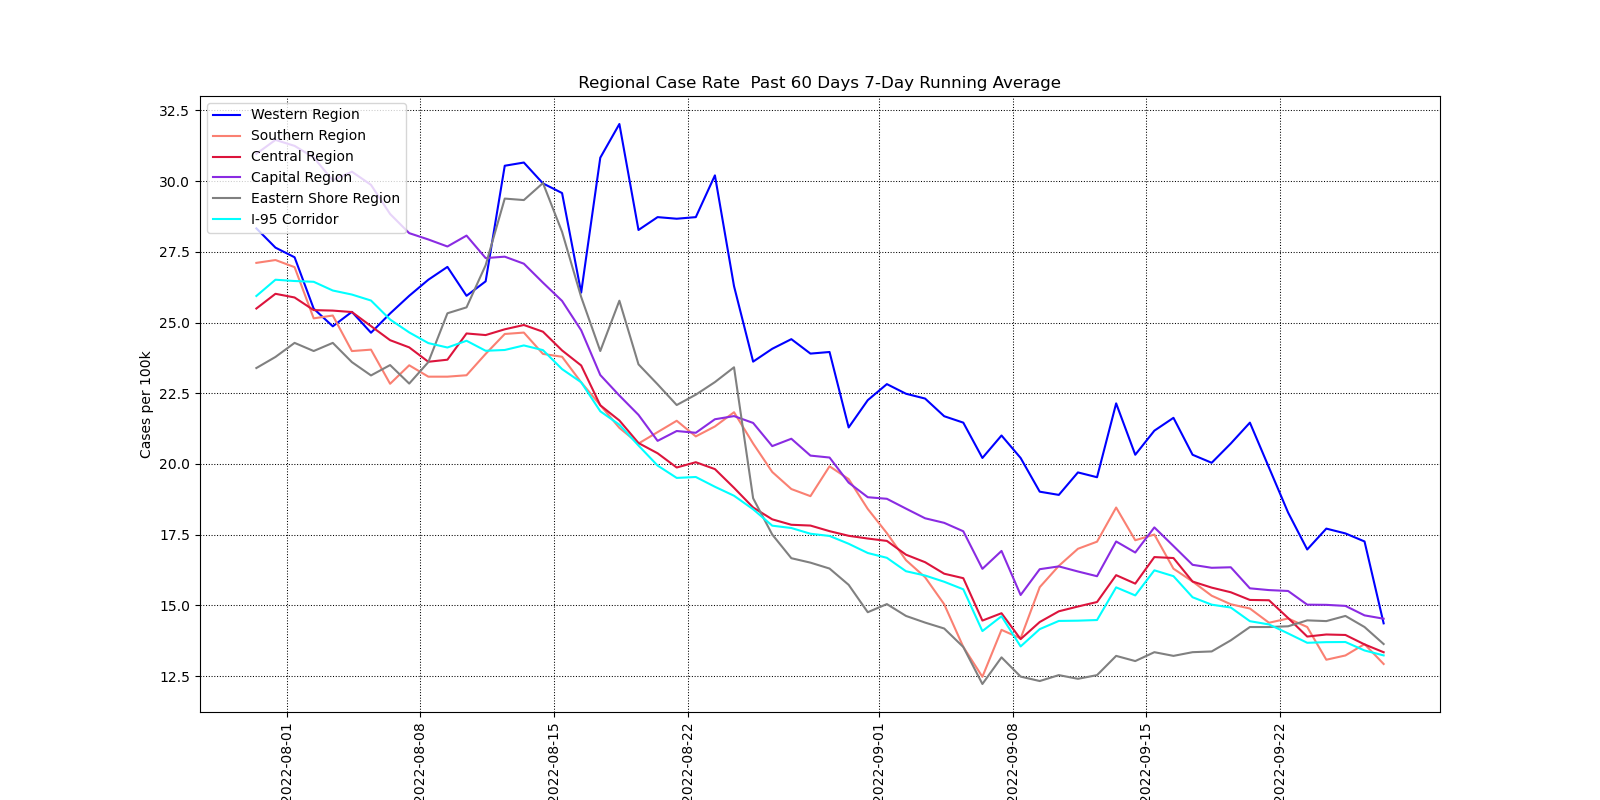 Regional Case Rate  Past 60 Days 7-Day Running Average
Western Region
Southern Region
Central Region
Capital Region
Eastern Shore Region
I-95 Corridor
Cases per 100k
32.5
30.0
27.5
25.0
22.5
20.0
17.5
15.0
12.5
2022-08-01
2022-08-08
2022-08-15
2022-08-22
2022-09-01
2022-09-08
2022-09-15
2022-09-22